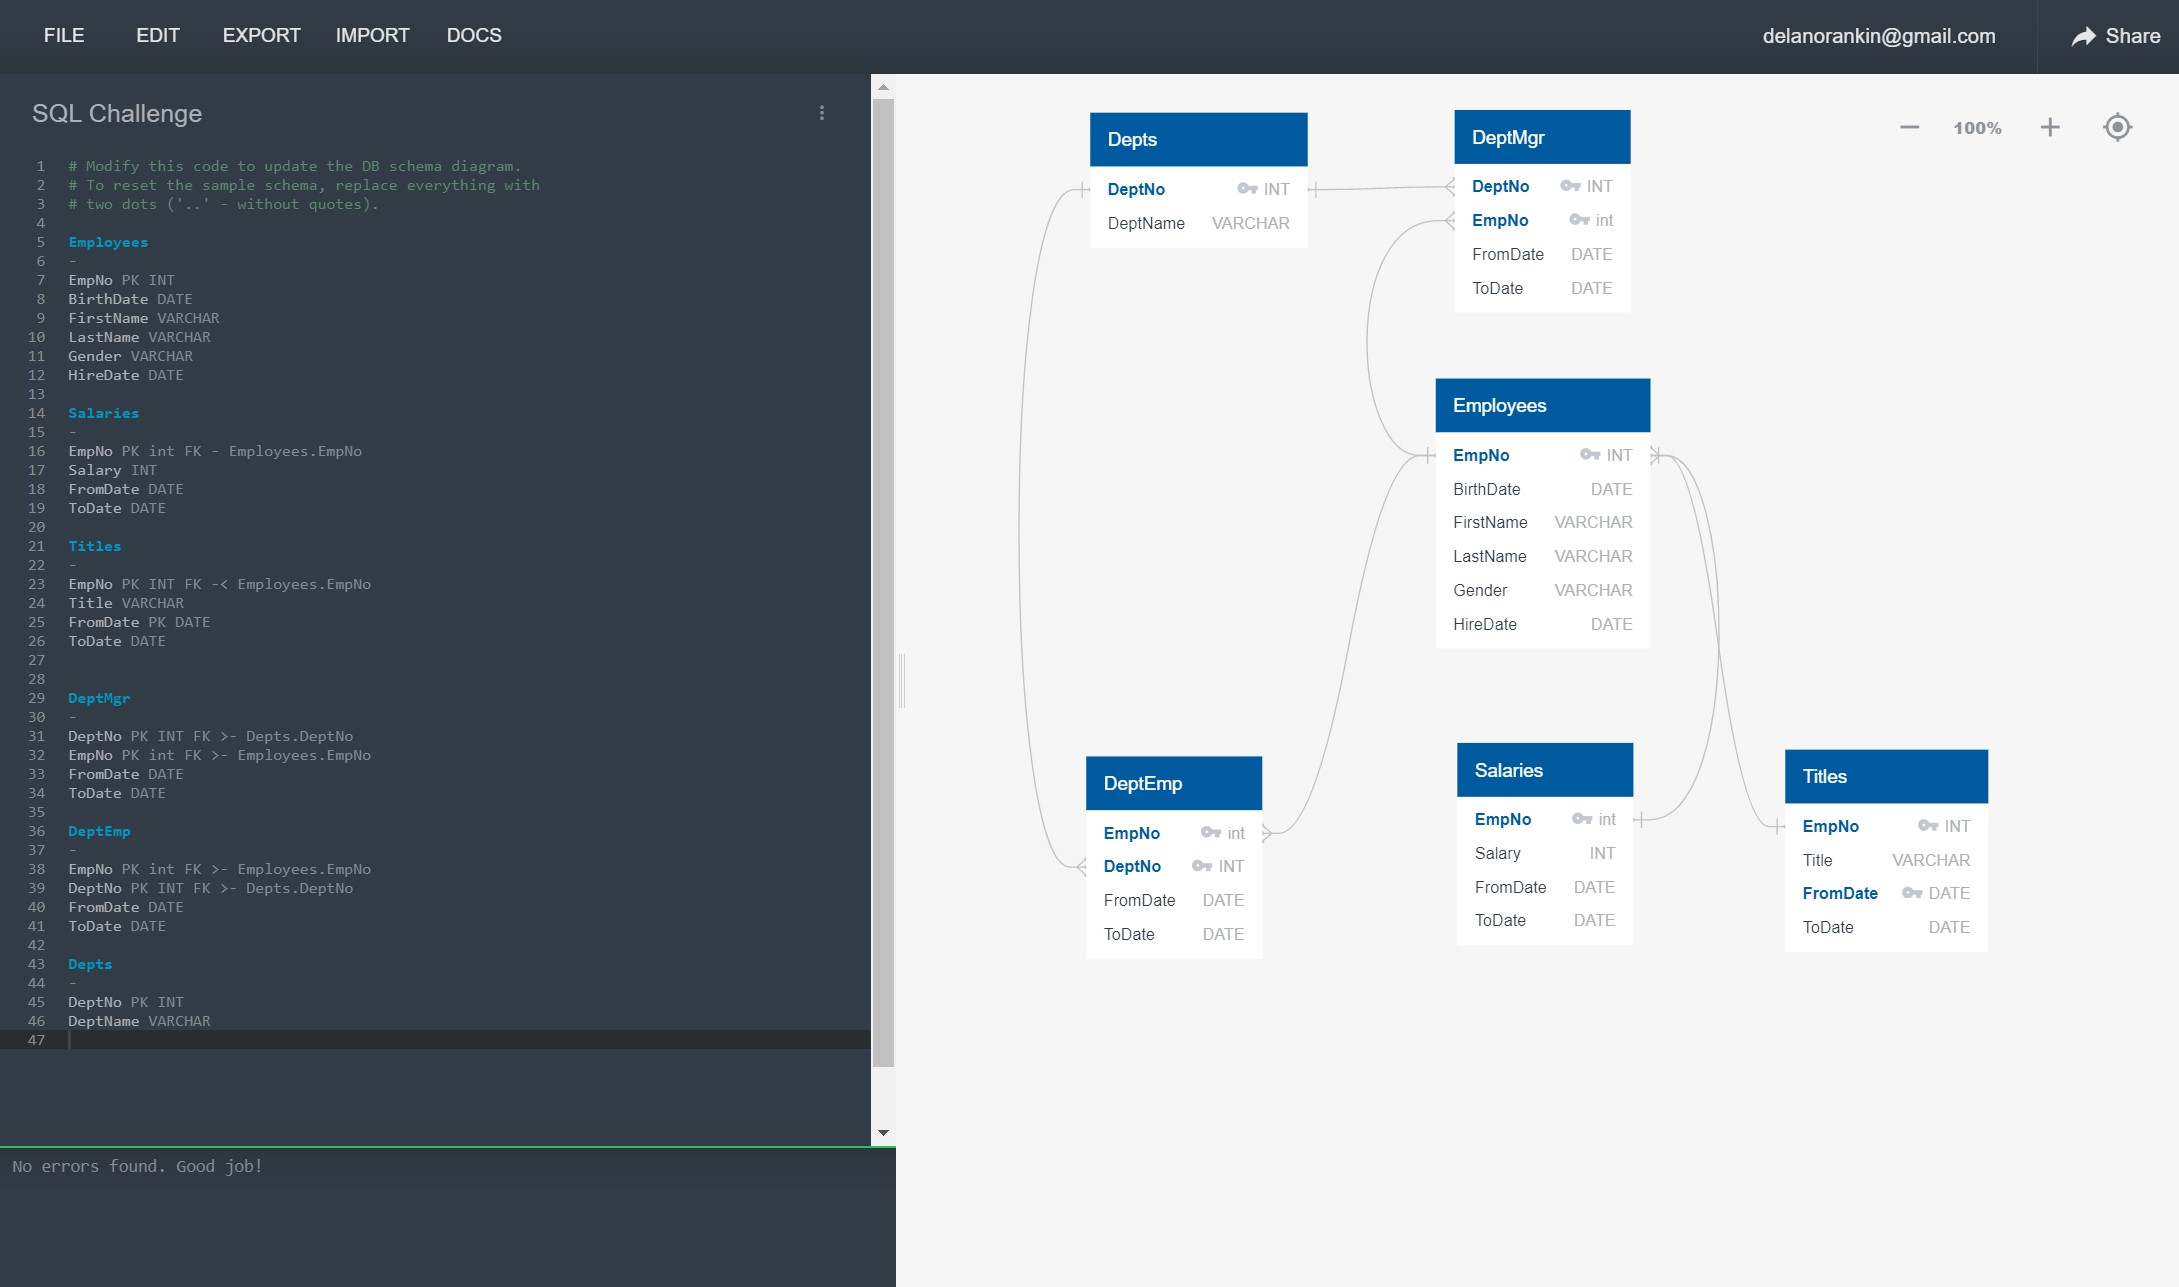 FILE EDIT EXPORT IMPORT DOCS delanorankin@gmail.com Share
SQL Challenge
1 # Modify this code to update the DB schema diagram.
2 # To reset the sample schema, replace everything with
3 # two dots ('..' - without quotes).
4
5 Employees
6 -
7 EmpNo PK INT
8 BirthDate DATE
9 FirstName VARCHAR
10 LastName VARCHAR
11 Gender VARCHAR
12 HireDate DATE
13
14 Salaries
15 -
16 EmpNo PK int FK - Employees.EmpNo
17 Salary INT
18 FromDate DATE
19 ToDate DATE
20
21 Titles
22 -
23 EmpNo PK INT FK -< Employees.EmpNo
24 Title VARCHAR
25 FromDate PK DATE
26 ToDate DATE
27
28
29 DeptMgr
30 -
31 DeptNo PK INT FK >- Depts.DeptNo
32 EmpNo PK int FK >- Employees.EmpNo
33 FromDate DATE
34 ToDate DATE
35
36 DeptEmp
37 -
38 EmpNo PK int FK >- Employees.EmpNo
39 DeptNo PK INT FK >- Depts.DeptNo
40 FromDate DATE
41 ToDate DATE
42
43 Depts
44 -
45 DeptNo PK INT
46 DeptName VARCHAR
47
No errors found. Good job!
100%
Depts
DeptNo INT
DeptName VARCHAR
DeptMgr
DeptNo INT
EmpNo int
FromDate DATE
ToDate DATE
Employees
EmpNo INT
BirthDate DATE
FirstName VARCHAR
LastName VARCHAR
Gender VARCHAR
HireDate DATE
DeptEmp
EmpNo int
DeptNo INT
FromDate DATE
ToDate DATE
Salaries
EmpNo int
Salary INT
FromDate DATE
ToDate DATE
Titles
EmpNo INT
Title VARCHAR
FromDate DATE
ToDate DATE